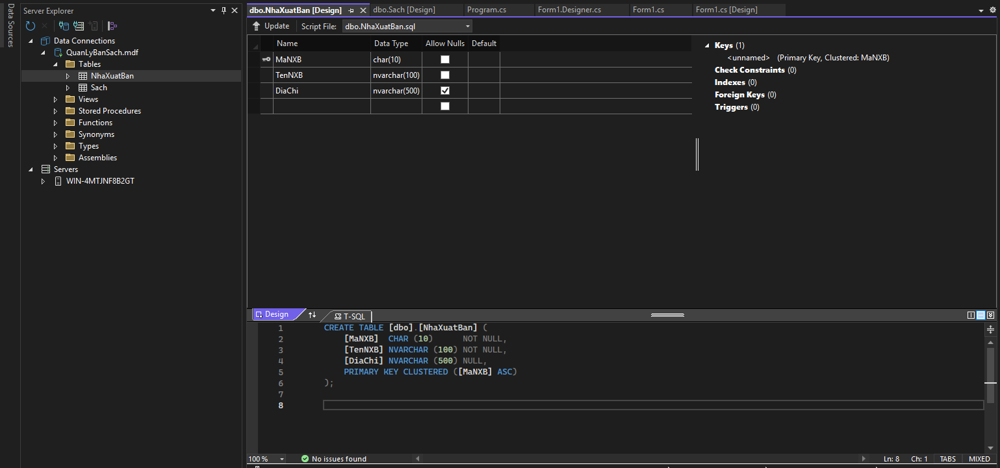 Data Sources
Server Explorer
Data Connections
QuanLyBanSach.mdf
Tables
NhaXuatBan
Sach
Views
Stored Procedures
Functions
Synonyms
Types
Assemblies
Servers
WIN-4MTJNF8B2GT
dbo.NhaXuatBan [Design] dbo.Sach [Design] Program.cs Form1.Designer.cs Form1.cs Form1.cs [Design]
Update Script File: dbo.NhaXuatBan.sql
Name Data Type Allow Nulls Default
MaNXB char(10)
TenNXB nvarchar(100)
DiaChi nvarchar(500)
Keys (1)
<unnamed> (Primary Key, Clustered: MaNXB)
Check Constraints (0)
Indexes (0)
Foreign Keys (0)
Triggers (0)
Design T-SQL
1 CREATE TABLE [dbo].[NhaXuatBan] (
2 [MaNXB] CHAR (10) NOT NULL,
3 [TenNXB] NVARCHAR (100) NOT NULL,
4 [DiaChi] NVARCHAR (500) NULL,
5 PRIMARY KEY CLUSTERED ([MaNXB] ASC)
6 );
7
8
100 % No issues found Ln: 8 Ch: 1 TABS MIXED